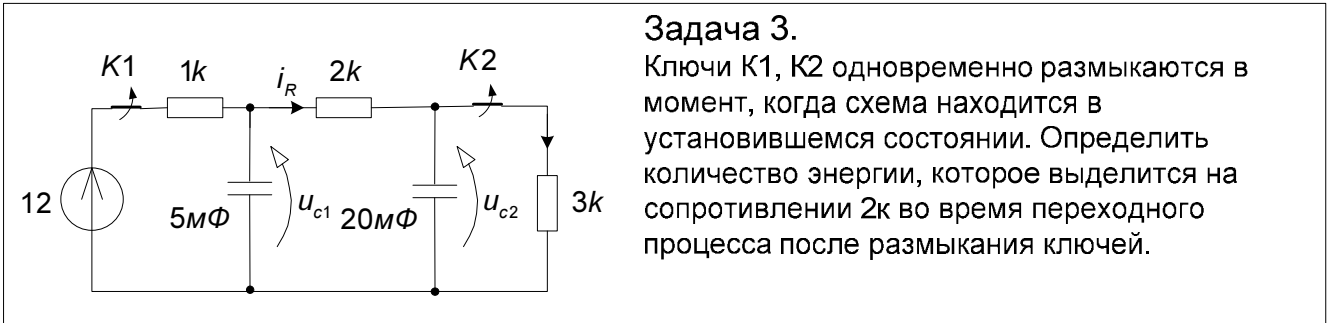 Задача 3.
Ключи К1, К2 одновременно размыкаются в
момент, когда схема находится в
установившемся состоянии. Определить
количество энергии, которое выделится на
сопротивлении 2к во время переходного
процесса после размыкания ключей.
K1
1k
i_R
2k
K2
12
5мФ
u_c1
20мФ
u_c2
3k